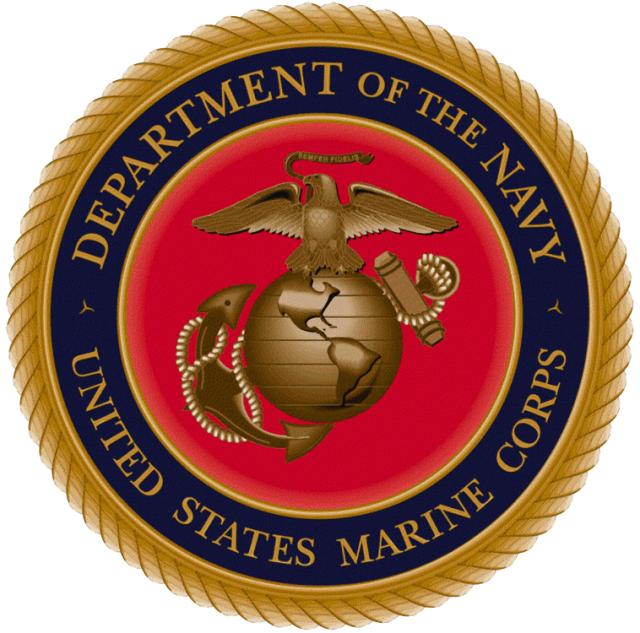 DEPARTMENT OF THE NAVY
SEMPER FIDELIS
UNITED STATES MARINE CORPS